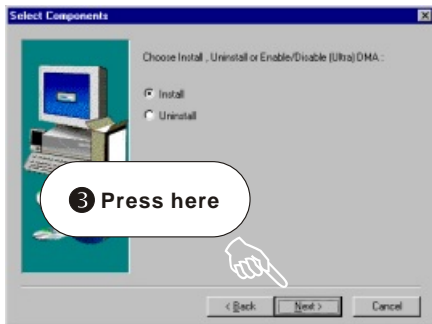 Select Components
Choose Install , Uninstall or Enable/Disable (Ultra) DMA :
Install
Uninstall
❸ Press here
< Back
Next >
Cancel